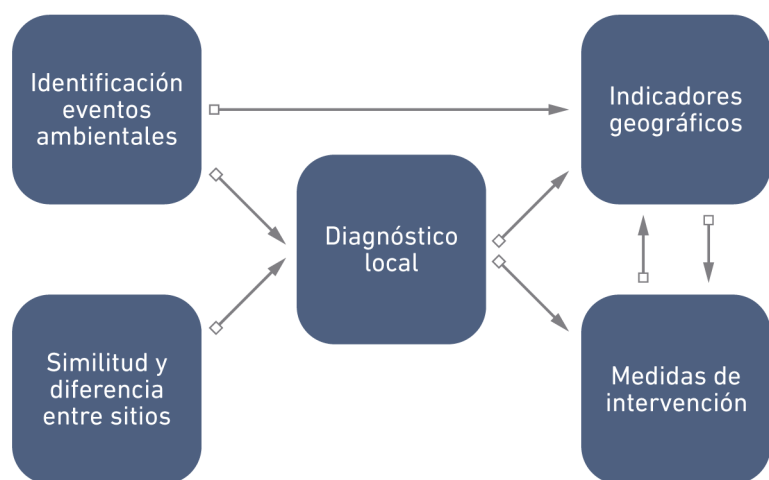 Identificación
eventos
ambientales
Indicadores
geográficos
Diagnóstico
local
Similitud y
diferencia
entre sitios
Medidas de
intervención